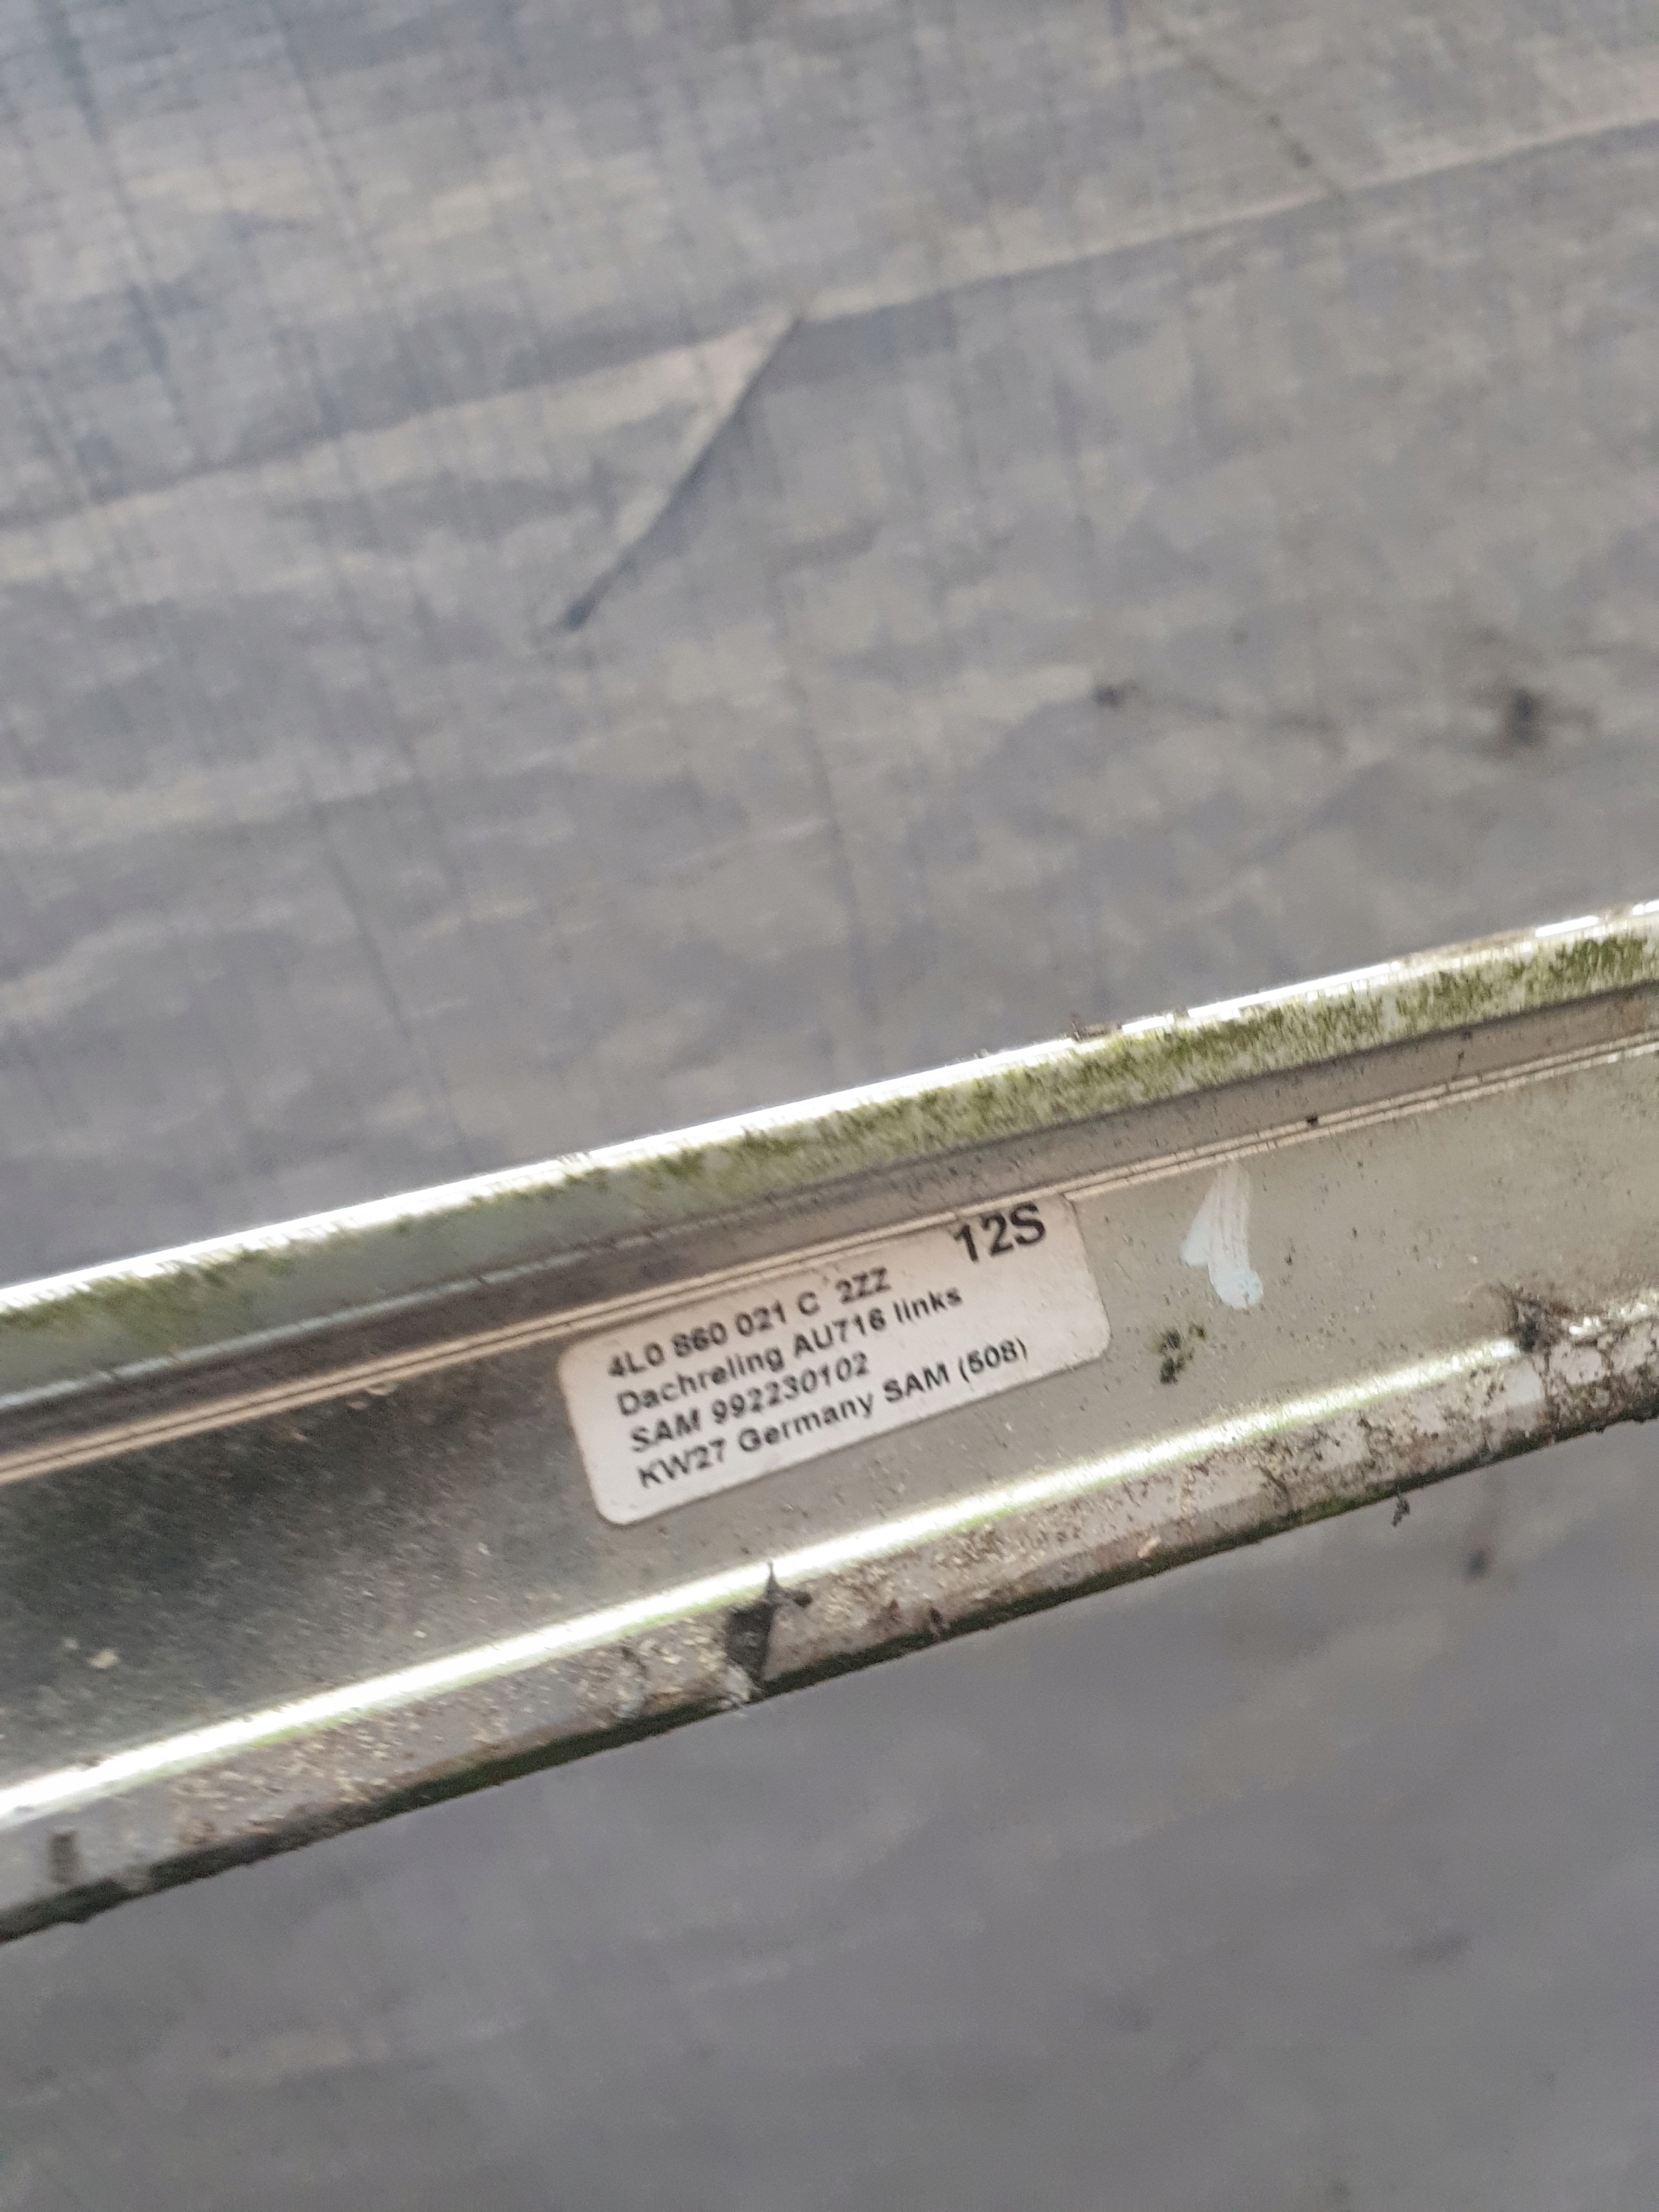 12S
4L0 860 021 C 2ZZ
Dachreling AU716 links
SAM 992230102
KW27 Germany SAM (508)